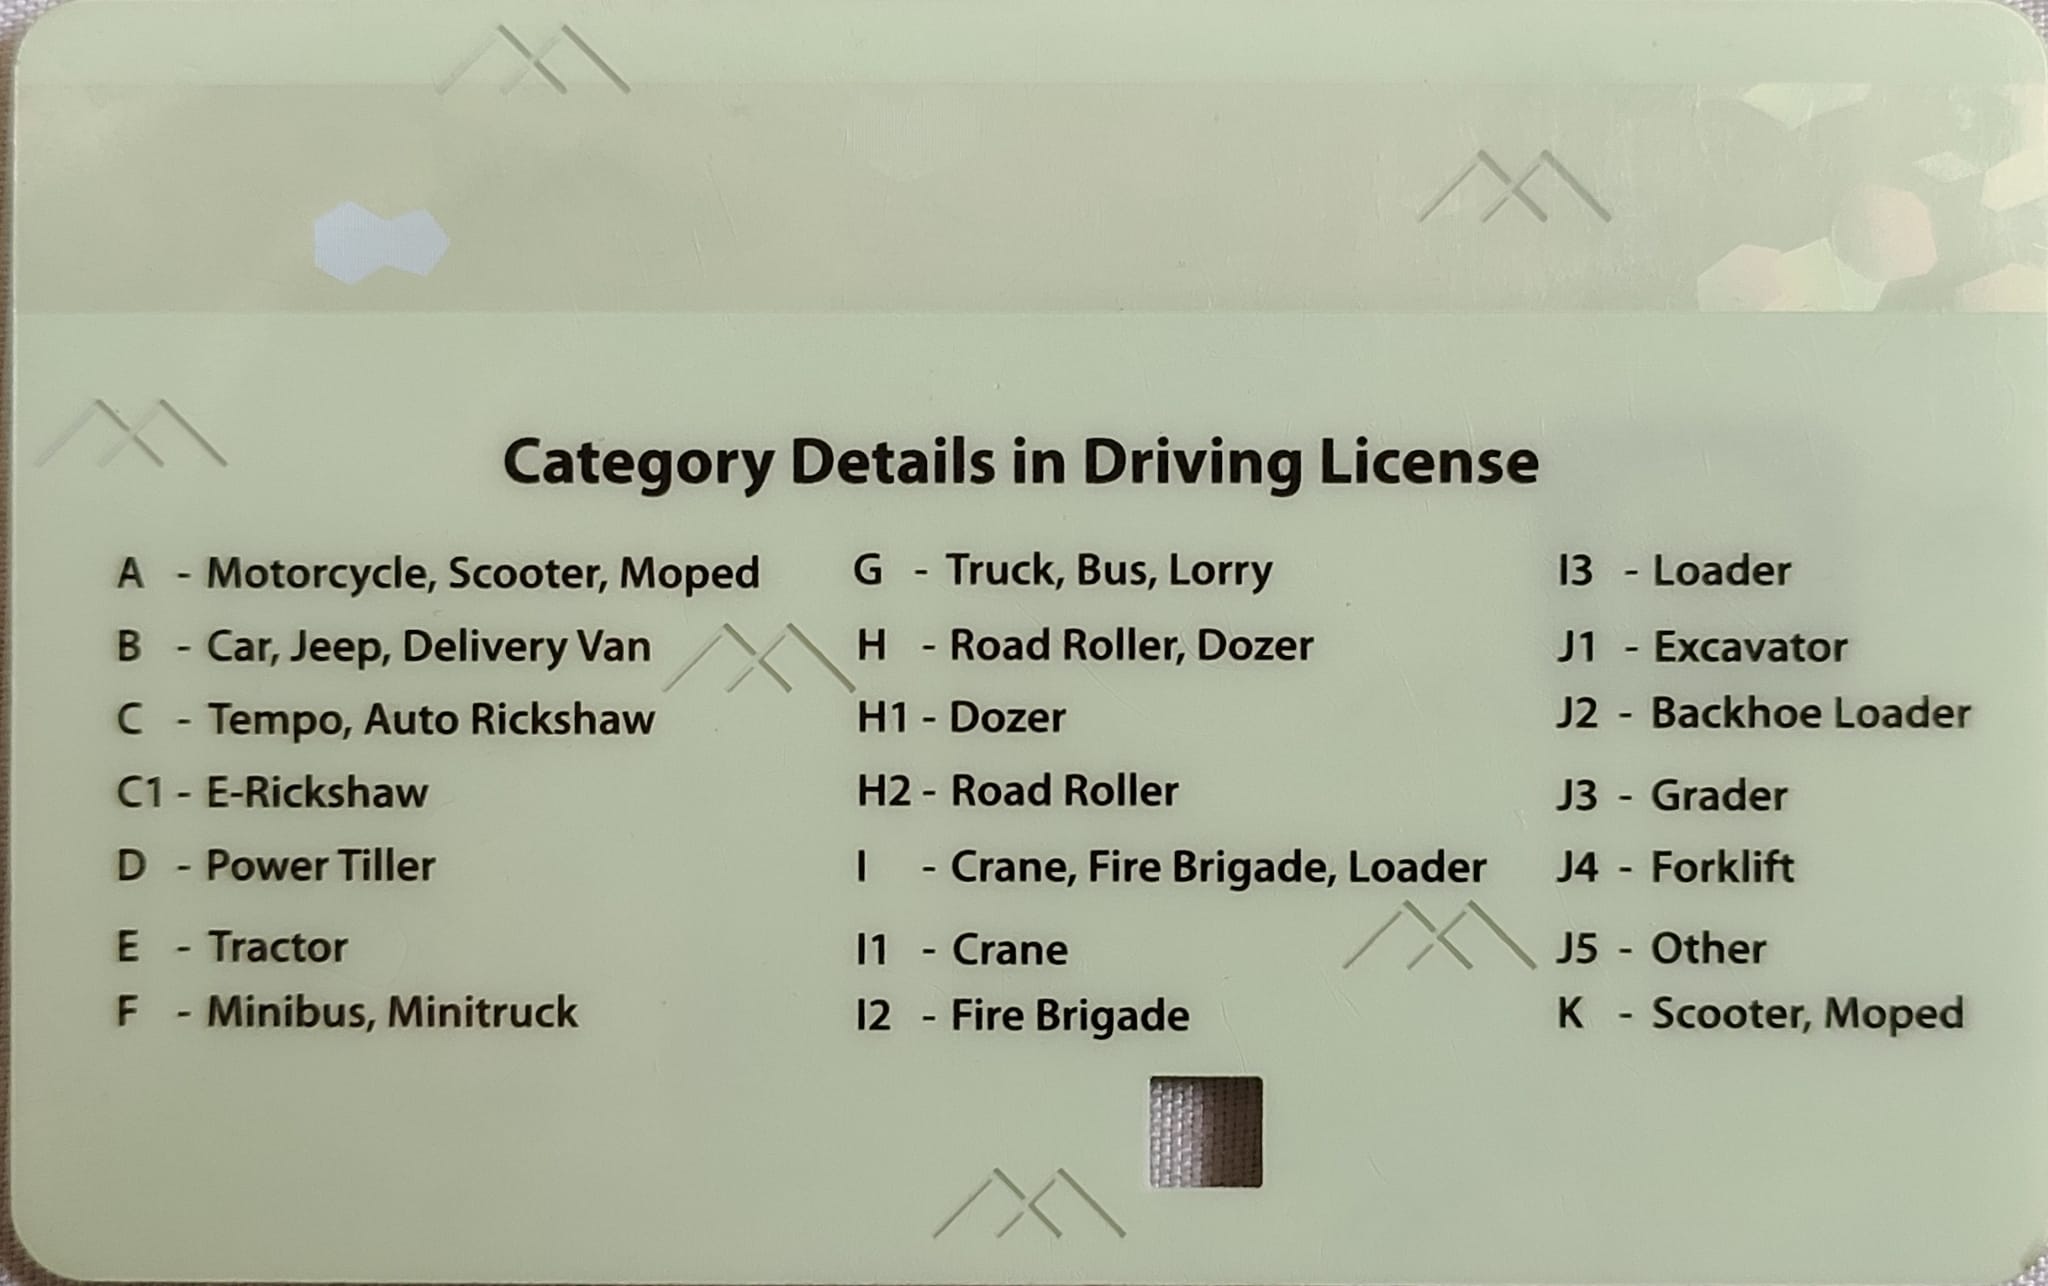 Category Details in Driving License
A - Motorcycle, Scooter, Moped
B - Car, Jeep, Delivery Van
C - Tempo, Auto Rickshaw
C1 - E-Rickshaw
D - Power Tiller
E - Tractor
F - Minibus, Minitruck
G - Truck, Bus, Lorry
H - Road Roller, Dozer
H1 - Dozer
H2 - Road Roller
I - Crane, Fire Brigade, Loader
I1 - Crane
I2 - Fire Brigade
I3 - Loader
J1 - Excavator
J2 - Backhoe Loader
J3 - Grader
J4 - Forklift
J5 - Other
K - Scooter, Moped